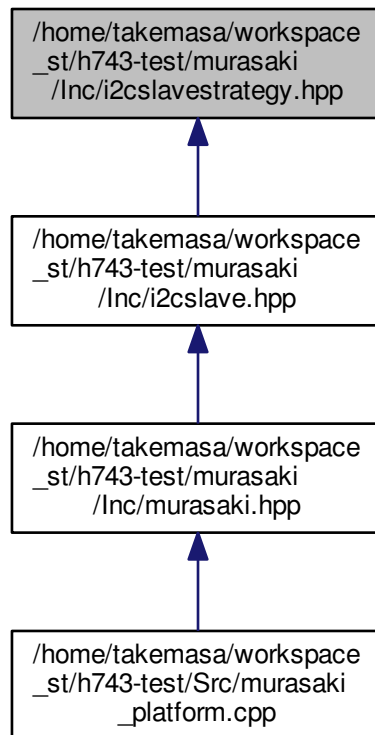 /home/takemasa/workspace
_st/h743-test/murasaki
/Inc/i2cslavestrategy.hpp
/home/takemasa/workspace
_st/h743-test/murasaki
/Inc/i2cslave.hpp
/home/takemasa/workspace
_st/h743-test/murasaki
/Inc/murasaki.hpp
/home/takemasa/workspace
_st/h743-test/Src/murasaki
_platform.cpp